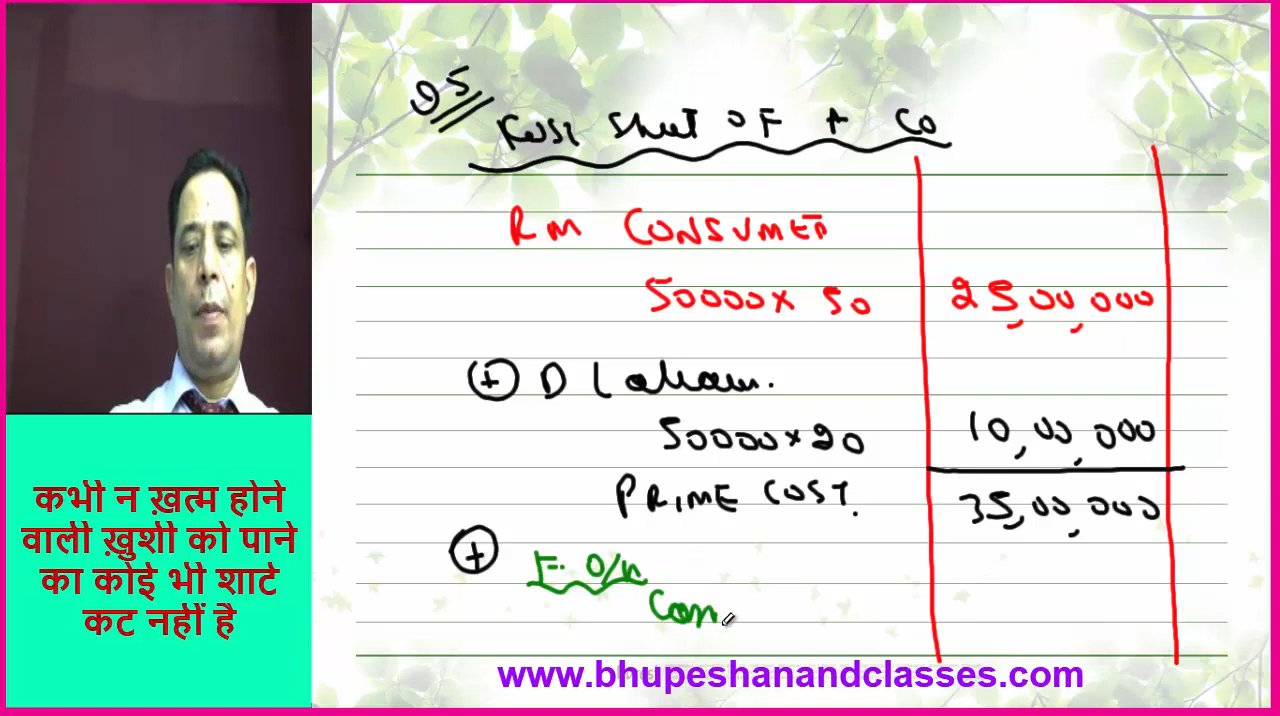 Q5
Cost Sheet OF A CO
RM CONSUMED
50000 x 50 25,00,000
(+) D Labour.
50000 x 20 10,00,000
PRIME COST. 35,00,000
(+)
F. O/H
Con
कभी न ख़त्म होने
वाली ख़ुशी को पाने
का कोई भी शार्ट
कट नहीं है
www.bhupeshanandclasses.com